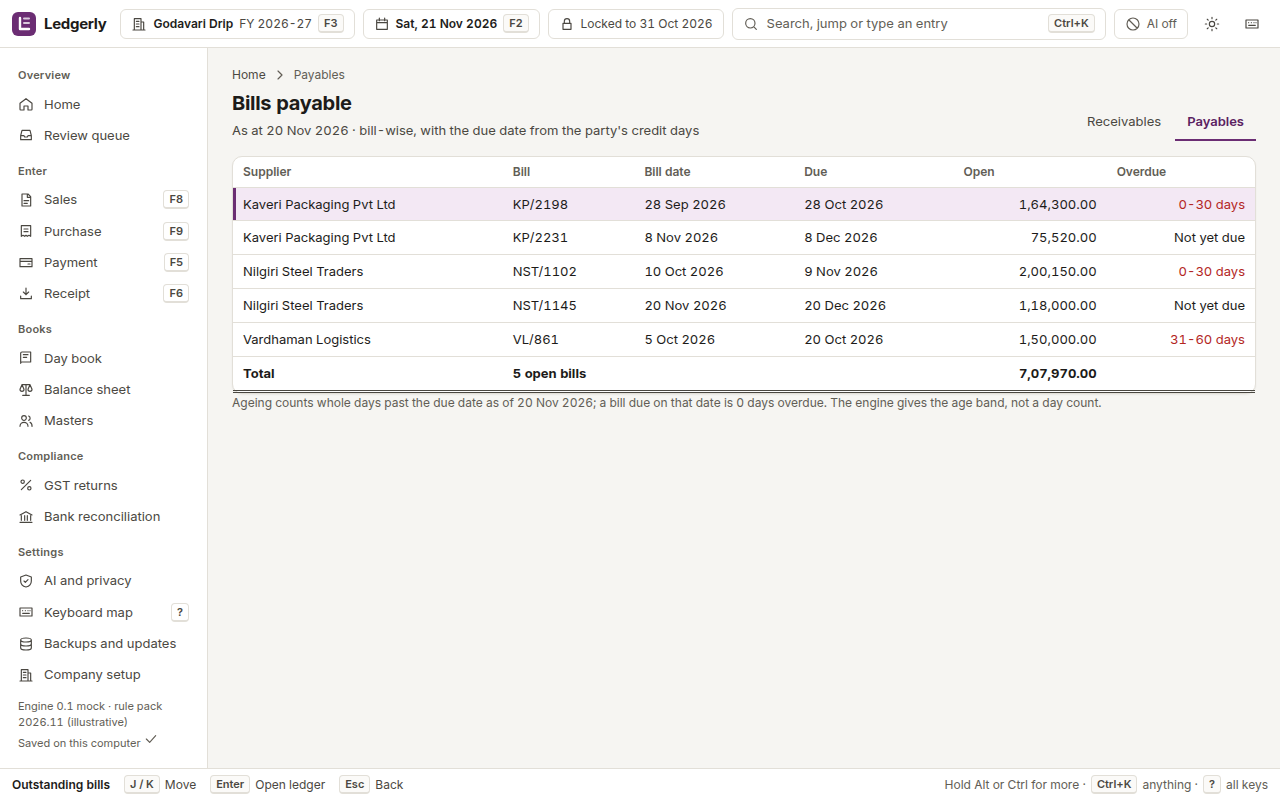 Ledgerly
Godavari Drip FY 2026-27 F3
Sat, 21 Nov 2026 F2
Locked to 31 Oct 2026
Search, jump or type an entry Ctrl+K
AI off
Overview
Home
Review queue
Enter
Sales F8
Purchase F9
Payment F5
Receipt F6
Books
Day book
Balance sheet
Masters
Compliance
GST returns
Bank reconciliation
Settings
AI and privacy
Keyboard map ?
Backups and updates
Company setup
Engine 0.1 mock · rule pack
2026.11 (illustrative)
Saved on this computer
Home Payables
Bills payable
As at 20 Nov 2026 · bill-wise, with the due date from the party's credit days
Receivables Payables
Supplier Bill Bill date Due Open Overdue
Kaveri Packaging Pvt Ltd KP/2198 28 Sep 2026 28 Oct 2026 1,64,300.00 0-30 days
Kaveri Packaging Pvt Ltd KP/2231 8 Nov 2026 8 Dec 2026 75,520.00 Not yet due
Nilgiri Steel Traders NST/1102 10 Oct 2026 9 Nov 2026 2,00,150.00 0-30 days
Nilgiri Steel Traders NST/1145 20 Nov 2026 20 Dec 2026 1,18,000.00 Not yet due
Vardhaman Logistics VL/861 5 Oct 2026 20 Oct 2026 1,50,000.00 31-60 days
Total 5 open bills 7,07,970.00
Ageing counts whole days past the due date as of 20 Nov 2026; a bill due on that date is 0 days overdue. The engine gives the age band, not a day count.
Outstanding bills J / K Move Enter Open ledger Esc Back
Hold Alt or Ctrl for more · Ctrl+K anything · ? all keys